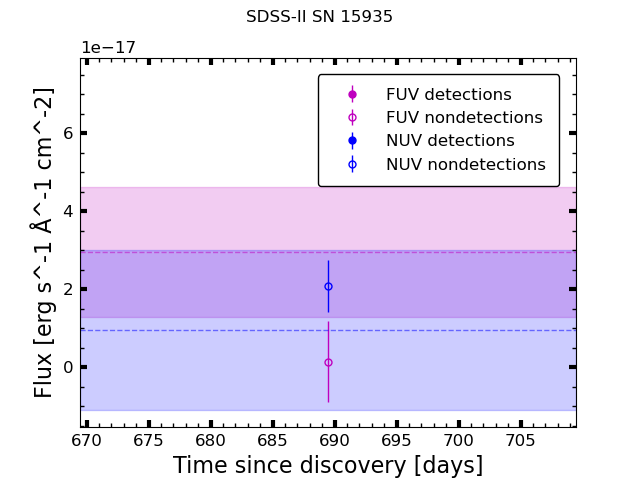 SDSS-II SN 15935
1e−17
FUV detections
FUV nondetections
NUV detections
NUV nondetections
6
4
2
0
Flux [erg s^-1 Å^-1 cm^-2]
670 675 680 685 690 695 700 705
Time since discovery [days]